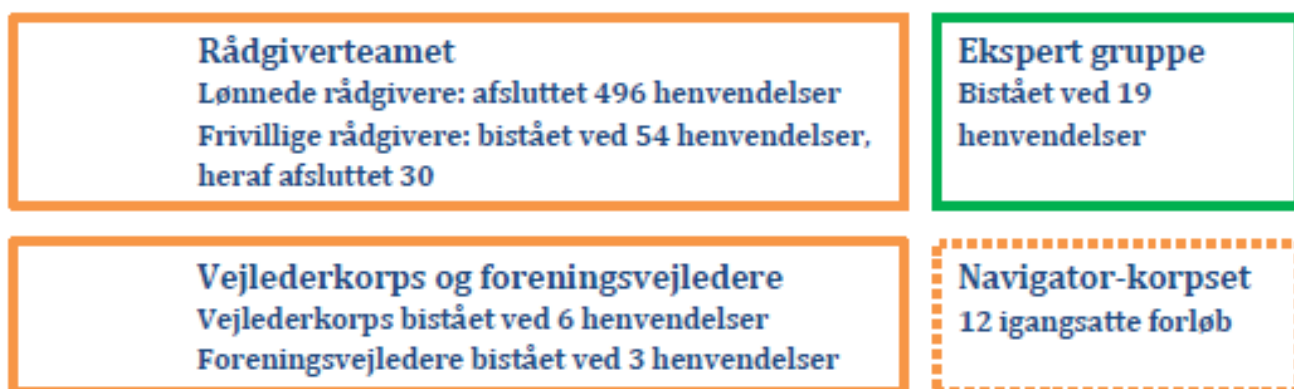 Rådgiverteamet
Lønnede rådgivere: afsluttet 496 henvendelser
Frivillige rådgivere: bistået ved 54 henvendelser,
heraf afsluttet 30
Ekspert gruppe
Bistået ved 19
henvendelser
Vejlederkorps og foreningsvejledere
Vejlederkorps bistået ved 6 henvendelser
Foreningsvejledere bistået ved 3 henvendelser
Navigator-korpset
12 igangsatte forløb